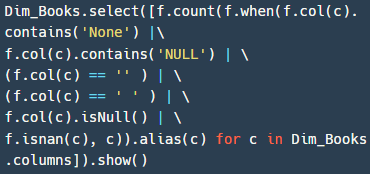 Dim_Books.select([f.count(f.when(f.col(c).
contains('None') |\
f.col(c).contains('NULL') | \
(f.col(c) == '' ) | \
(f.col(c) == ' ' ) | \
f.col(c).isNull() | \
f.isnan(c), c)).alias(c) for c in Dim_Books
.columns]).show()